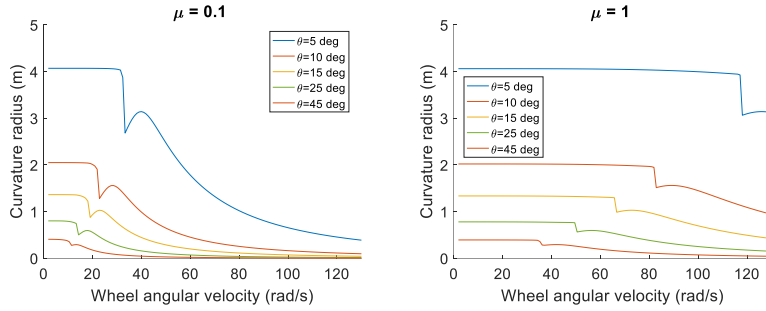 μ = 0.1
5
4
3
2
1
0
Curvature radius (m)
0 20 40 60 80 100 120
Wheel angular velocity (rad/s)
θ=5 deg
θ=10 deg
θ=15 deg
θ=25 deg
θ=45 deg
μ = 1
5
4
3
2
1
0
Curvature radius (m)
0 20 40 60 80 100 120
Wheel angular velocity (rad/s)
θ=5 deg
θ=10 deg
θ=15 deg
θ=25 deg
θ=45 deg